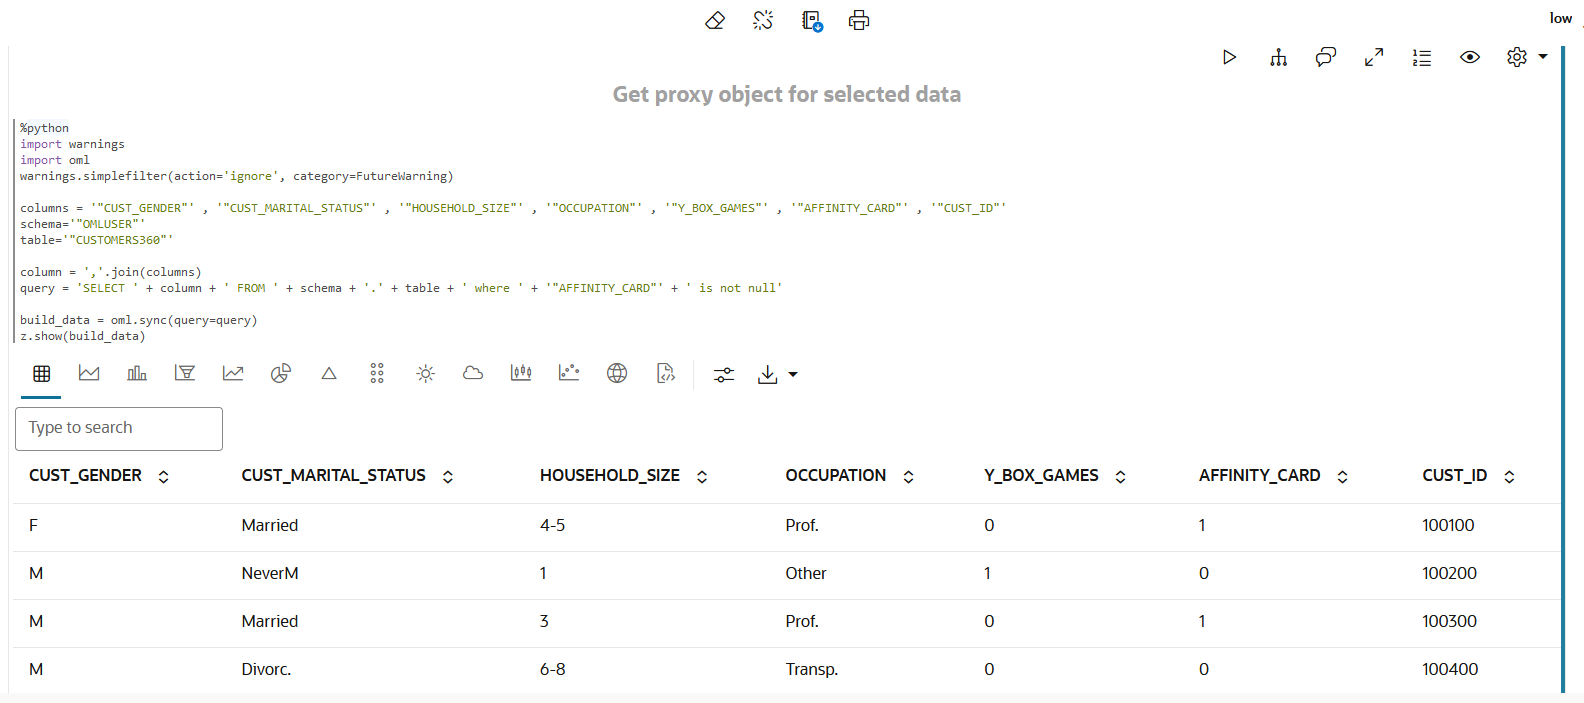 low
Get proxy object for selected data
%python
import warnings
import oml
warnings.simplefilter(action='ignore', category=FutureWarning)
columns = '"CUST_GENDER"' , '"CUST_MARITAL_STATUS"' , '"HOUSEHOLD_SIZE"' , '"OCCUPATION"' , '"Y_BOX_GAMES"' , '"AFFINITY_CARD"' , '"CUST_ID"'
schema='"OMLUSER"'
table='"CUSTOMERS360"'
column = ','.join(columns)
query = 'SELECT ' + column + ' FROM ' + schema + '.' + table + ' where ' + '"AFFINITY_CARD"' + ' is not null'
build_data = oml.sync(query=query)
z.show(build_data)
Type to search
CUST_GENDER CUST_MARITAL_STATUS HOUSEHOLD_SIZE OCCUPATION Y_BOX_GAMES AFFINITY_CARD CUST_ID
F Married 4-5 Prof. 0 1 100100
M NeverM 1 Other 1 0 100200
M Married 3 Prof. 0 1 100300
M Divorc. 6-8 Transp. 0 0 100400